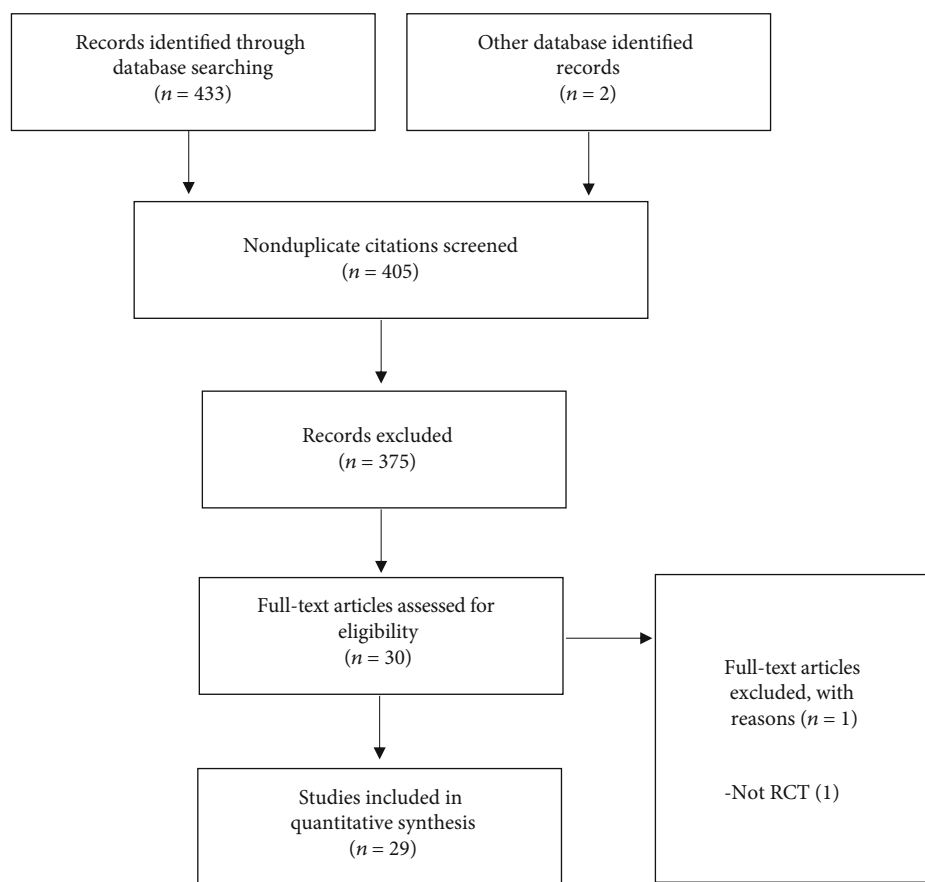 Records identified through
database searching
(n = 433)
Other database identified
records
(n = 2)
Nonduplicate citations screened
(n = 405)
Records excluded
(n = 375)
Full-text articles assessed for
eligibility
(n = 30)
Full-text articles
excluded, with
reasons (n = 1)
-Not RCT (1)
Studies included in
quantitative synthesis
(n = 29)